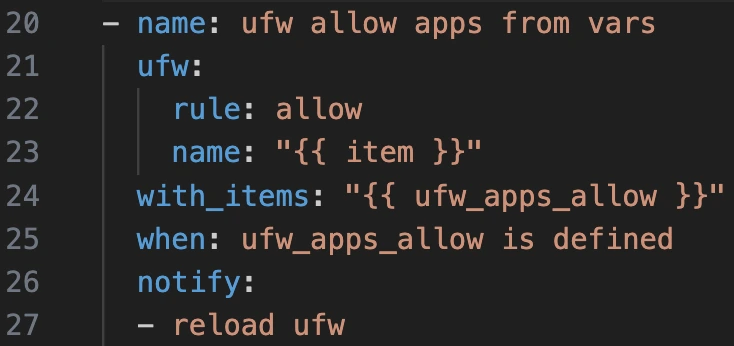 20 - name: ufw allow apps from vars
21 ufw:
22 rule: allow
23 name: "{{ item }}"
24 with_items: "{{ ufw_apps_allow }}"
25 when: ufw_apps_allow is defined
26 notify:
27 - reload ufw